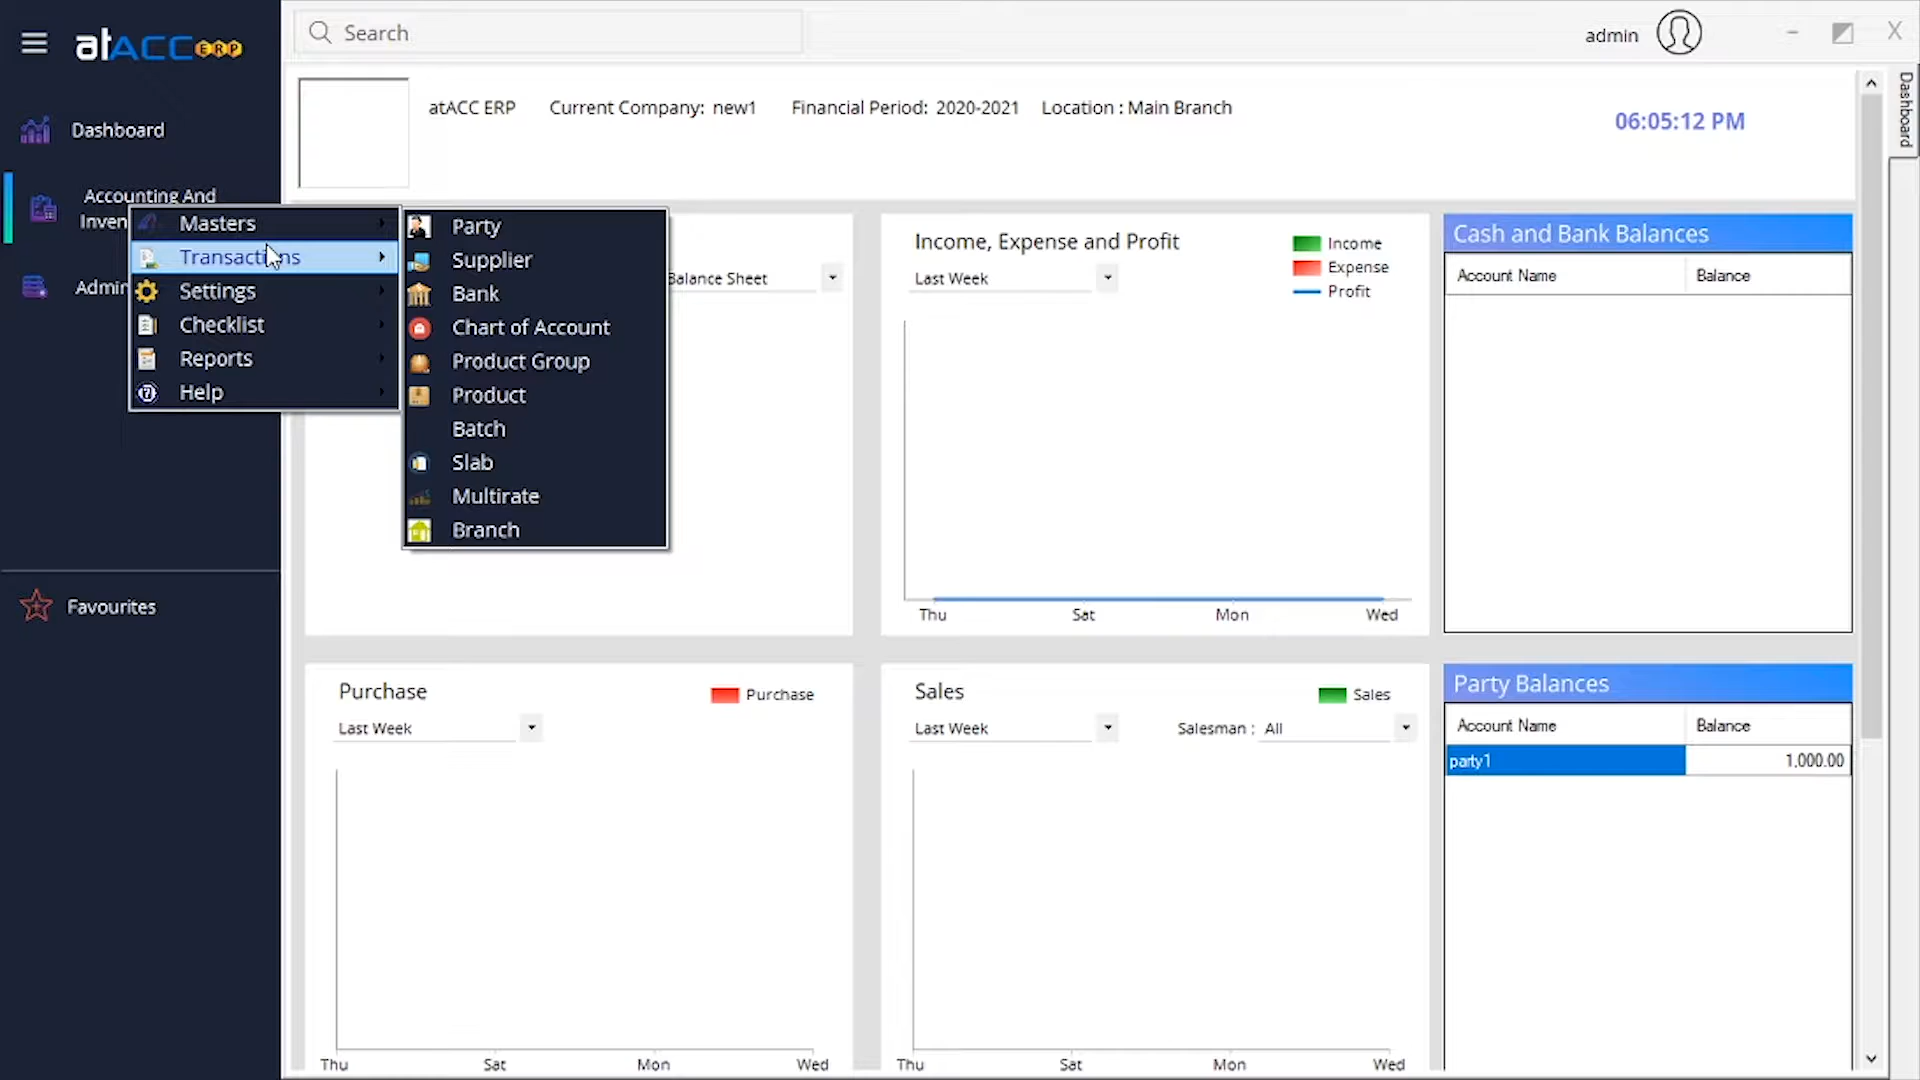 atACC ERP
Search
admin
X
Dashboard
atACC ERP Current Company: new1 Financial Period: 2020-2021 Location : Main Branch
06:05:12 PM
Dashboard
Accounting And
Inven
Admin
Favourites
Masters
Transactions
Settings
Checklist
Reports
Help
Party
Supplier
Bank
Chart of Account
Product Group
Product
Batch
Slab
Multirate
Branch
Balance Sheet
Income, Expense and Profit
Last Week
Income
Expense
Profit
Thu Sat Mon Wed
Cash and Bank Balances
Account Name Balance
Purchase
Purchase
Last Week
Thu Sat Mon Wed
Sales
Sales
Last Week Salesman : All
Thu Sat Mon Wed
Party Balances
Account Name Balance
party1 1,000.00